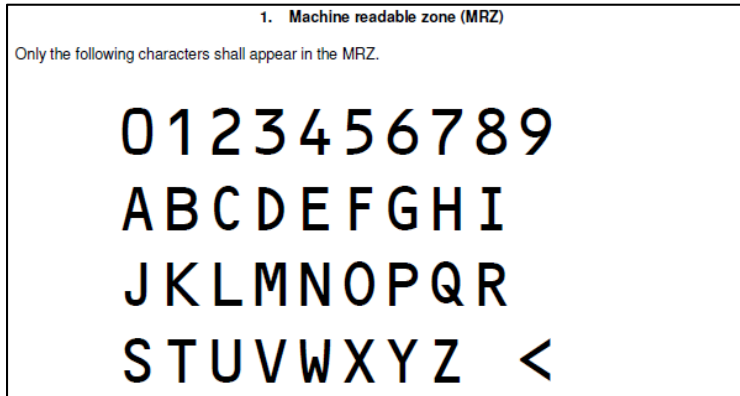 1. Machine readable zone (MRZ)
Only the following characters shall appear in the MRZ.
0123456789
ABCDEFGHI
JKLMNOPQR
STUVWXYZ <